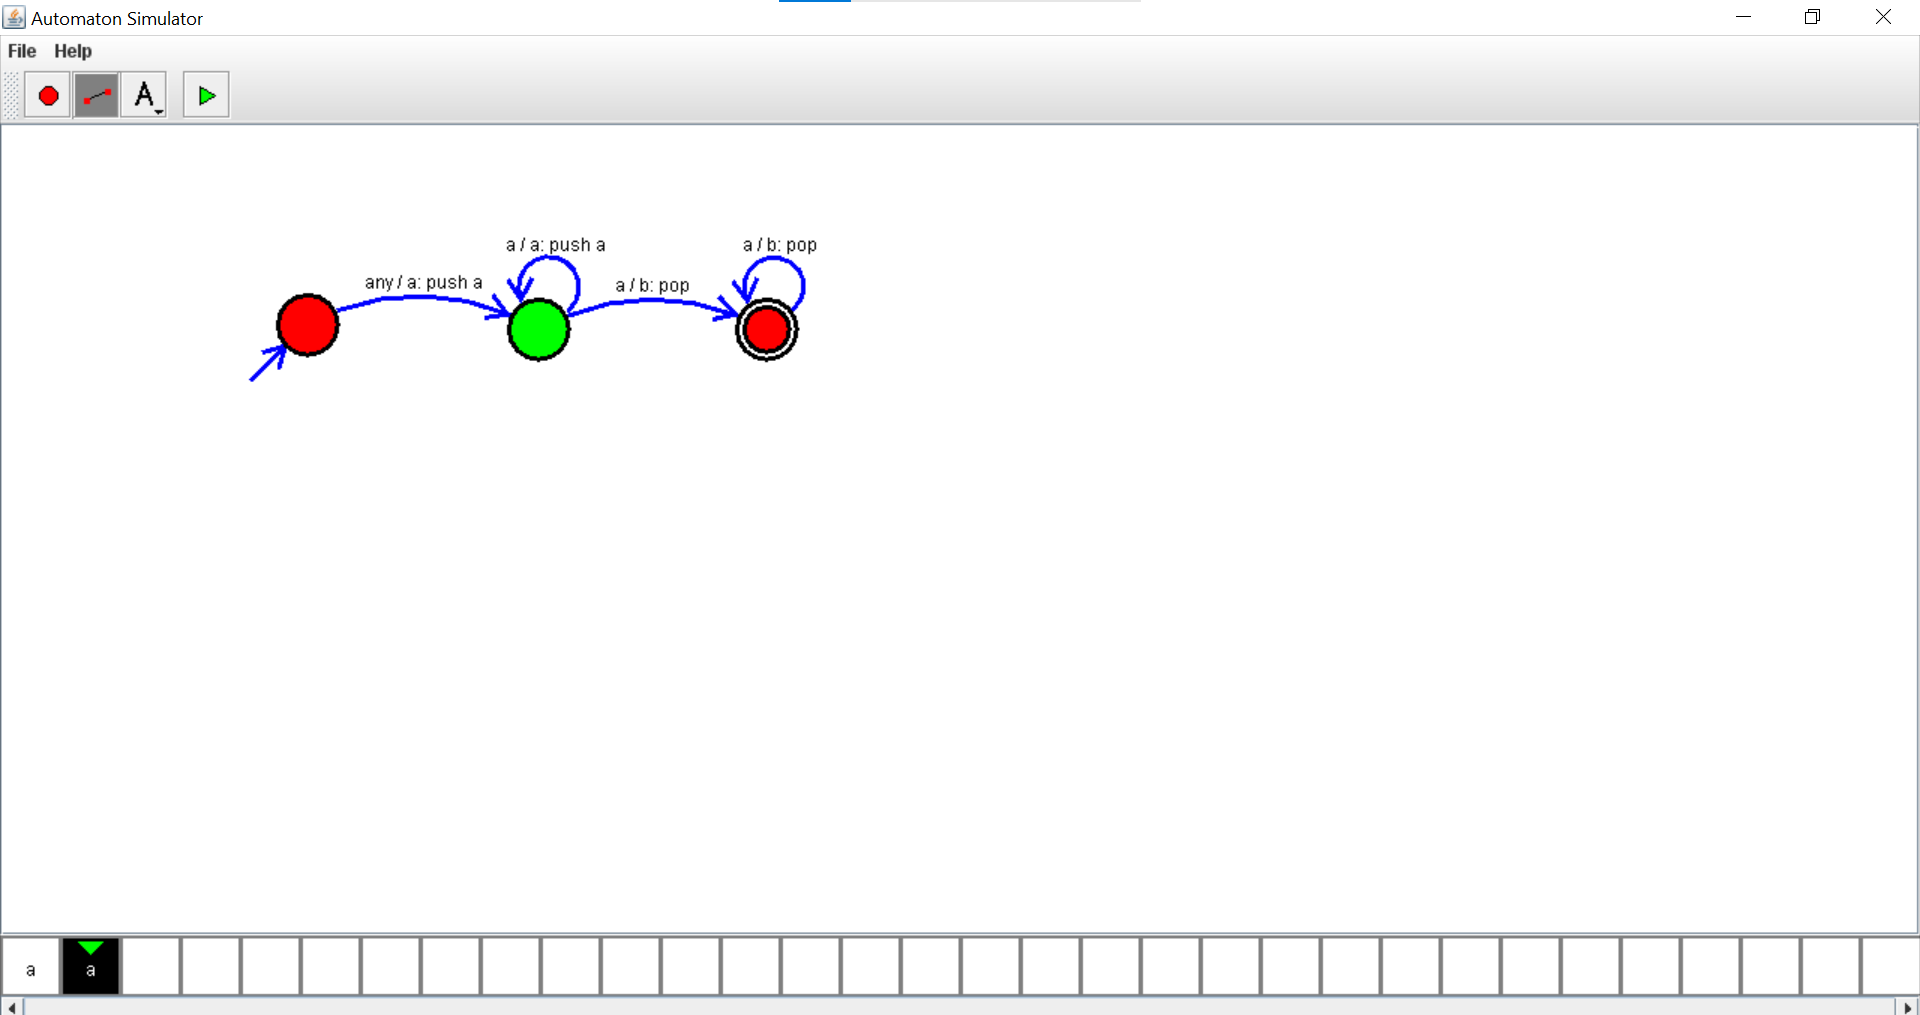 Automaton Simulator
File Help
A
a / a: push a
a / b: pop
any / a: push a
a / b: pop
a a